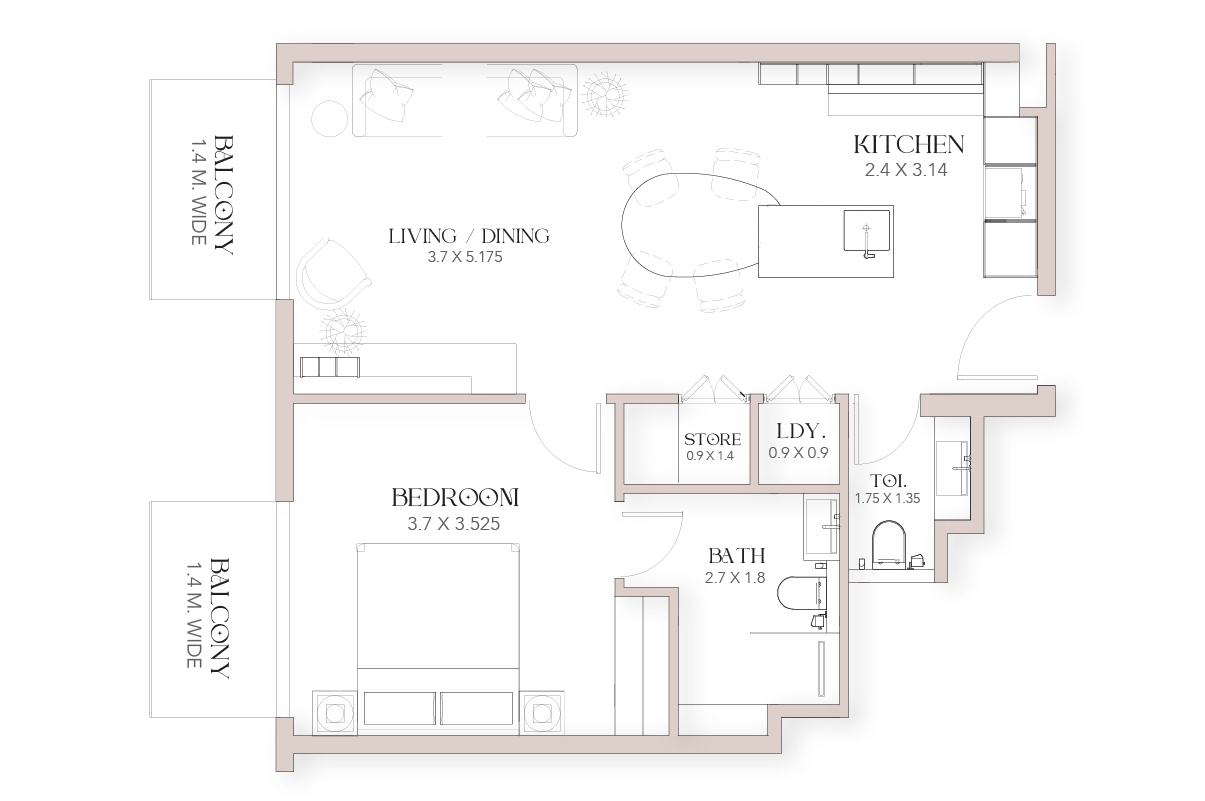 BALCONY
1.4 M. WIDE
KITCHEN
2.4 X 3.14
LIVING / DINING
3.7 X 5.175
STORE
0.9 X 1.4
LDY.
0.9 X 0.9
TOI.
1.75 X 1.35
BEDROOM
3.7 X 3.525
BATH
2.7 X 1.8
BALCONY
1.4 M. WIDE